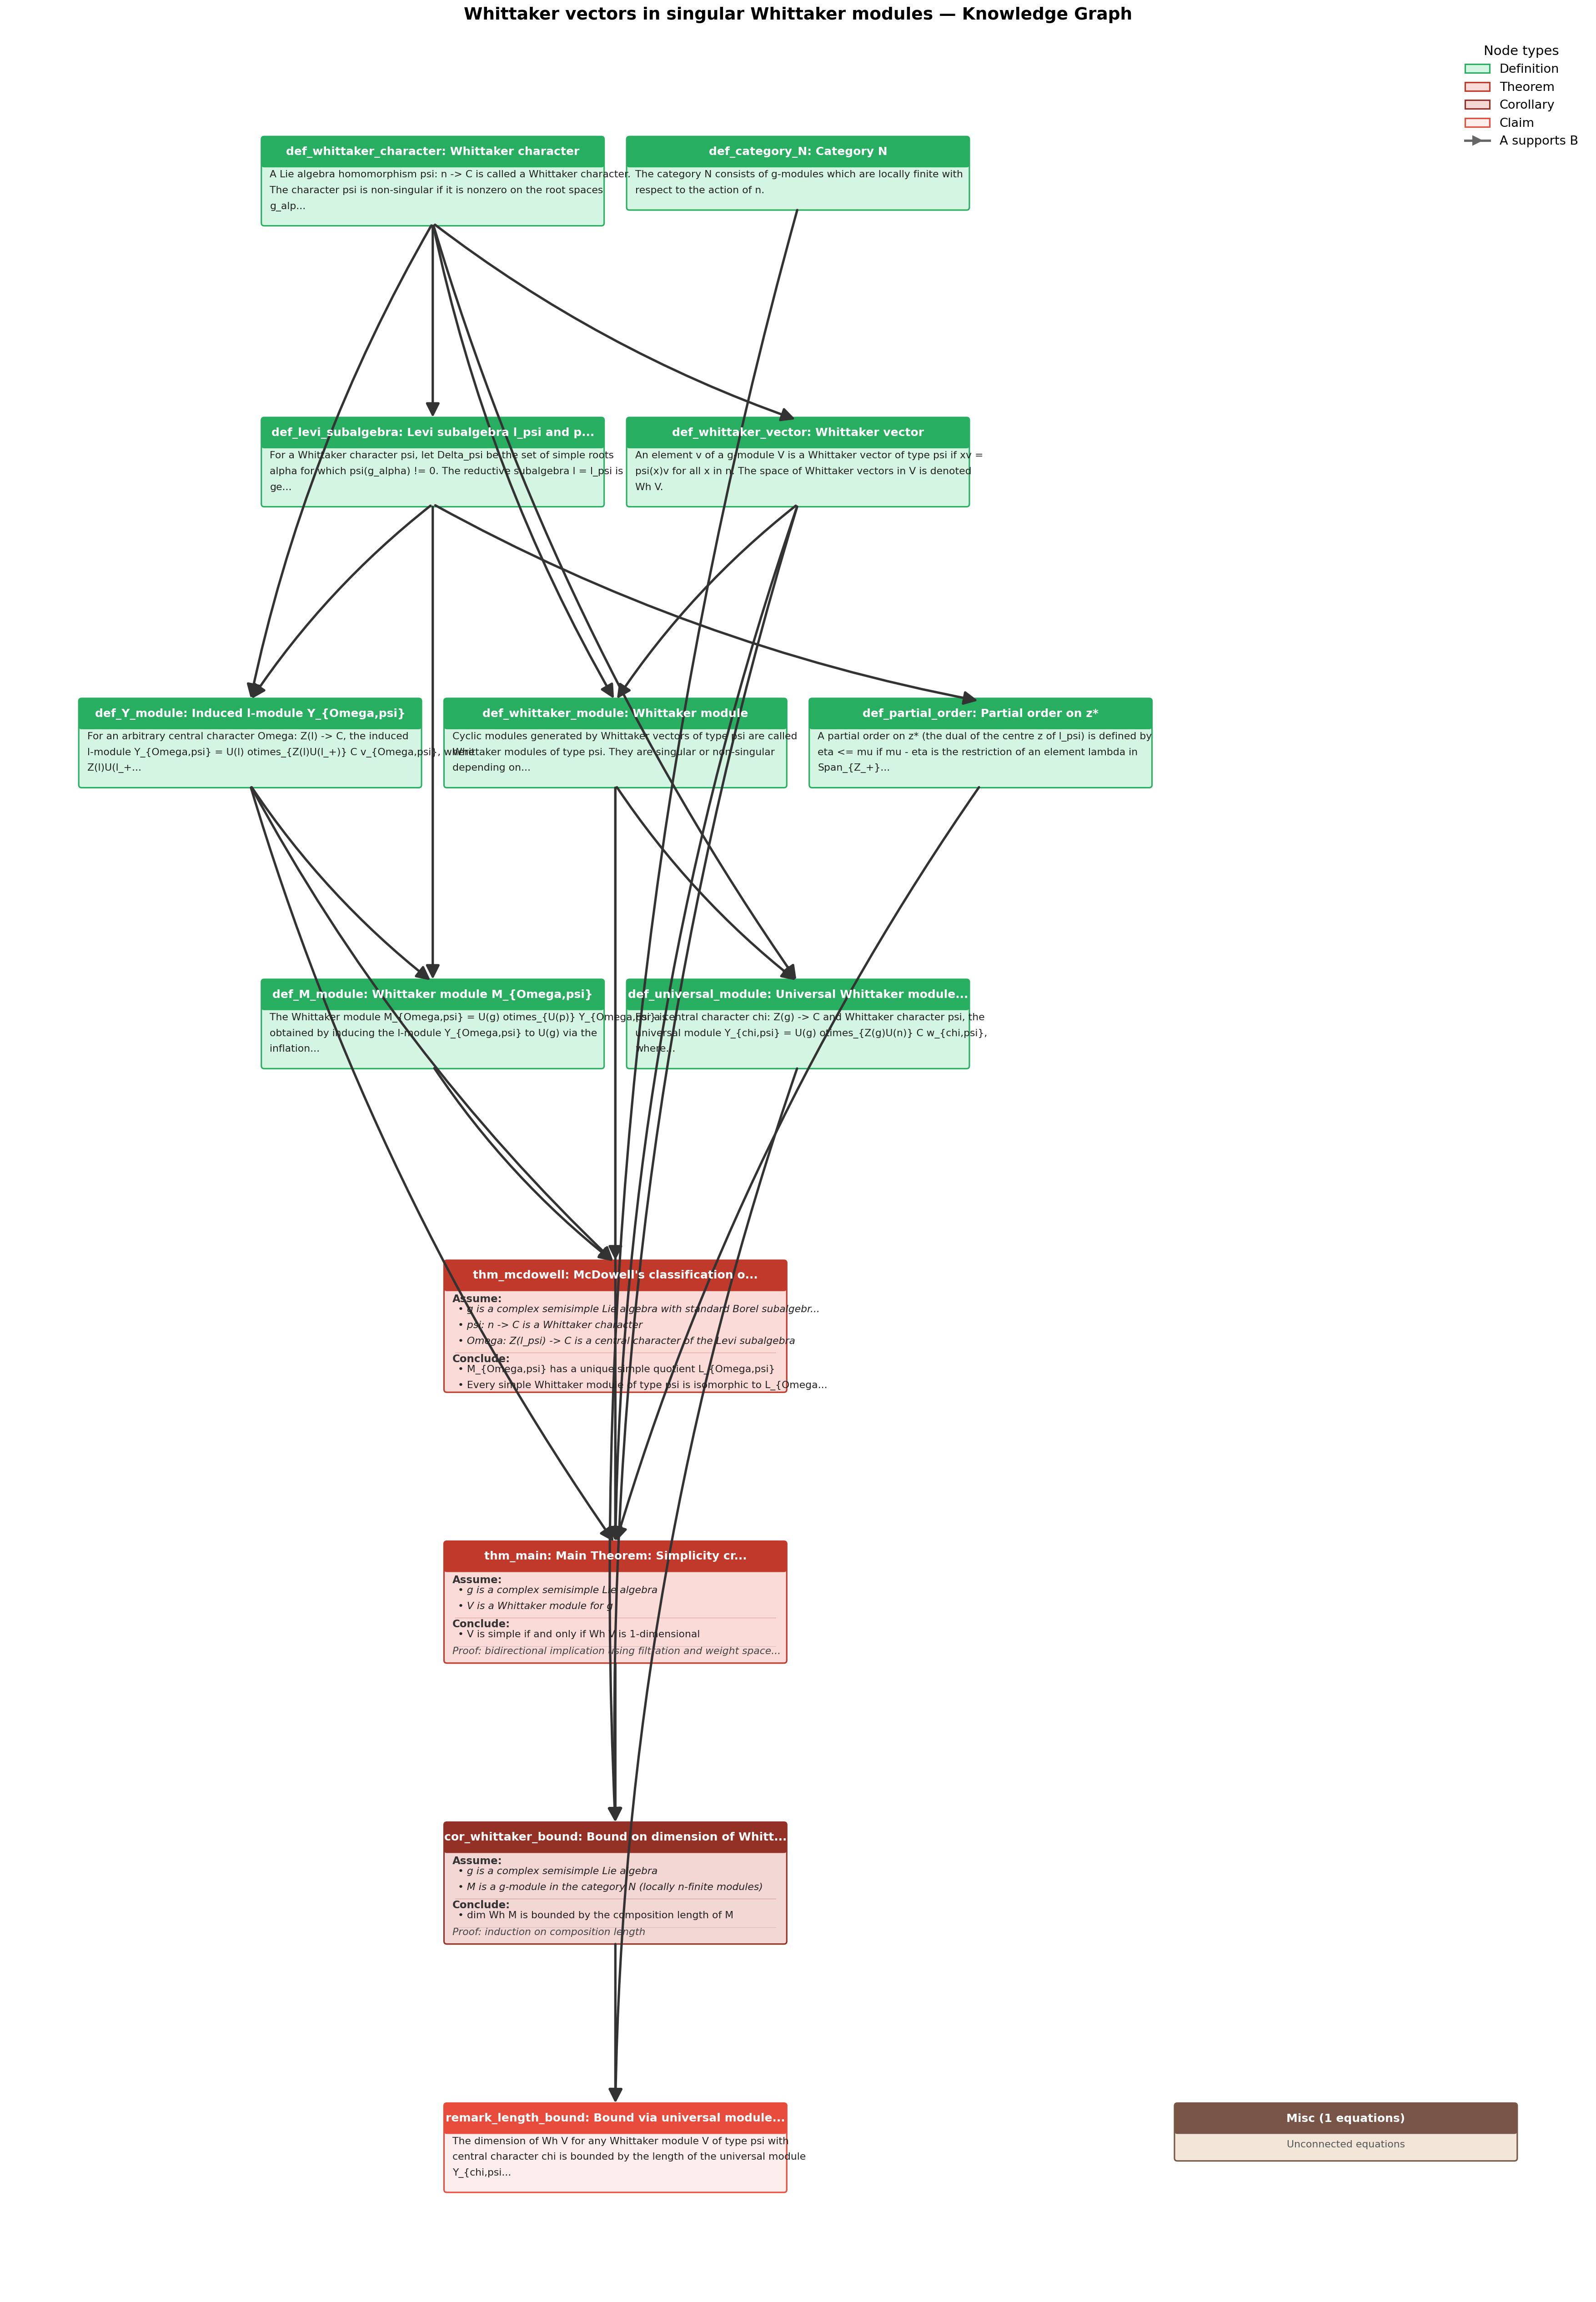 Whittaker vectors in singular Whittaker modules — Knowledge Graph
Node types
Definition
Theorem
Corollary
Claim
A supports B
def_whittaker_character: Whittaker character
A Lie algebra homomorphism psi: n -> C is called a Whittaker character.
The character psi is non-singular if it is nonzero on the root spaces
g_alp...
def_category_N: Category N
The category N consists of g-modules which are locally finite with
respect to the action of n.
def_levi_subalgebra: Levi subalgebra l_psi and p...
For a Whittaker character psi, let Delta_psi be the set of simple roots
alpha for which psi(g_alpha) != 0. The reductive subalgebra l = l_psi is
ge...
def_whittaker_vector: Whittaker vector
An element v of a g-module V is a Whittaker vector of type psi if xv =
psi(x)v for all x in n. The space of Whittaker vectors in V is denoted
Wh V.
def_Y_module: Induced l-module Y_{Omega,psi}
For an arbitrary central character Omega: Z(l) -> C, the induced
l-module Y_{Omega,psi} = U(l) otimes_{Z(l)U(l_+)} C v_{Omega,psi}, where
Z(l)U(l_+...
def_whittaker_module: Whittaker module
Cyclic modules generated by Whittaker vectors of type psi are called
Whittaker modules of type psi. They are singular or non-singular
depending on...
def_partial_order: Partial order on z*
A partial order on z* (the dual of the centre z of l_psi) is defined by
eta <= mu if mu - eta is the restriction of an element lambda in
Span_{Z_+}...
def_M_module: Whittaker module M_{Omega,psi}
The Whittaker module M_{Omega,psi} = U(g) otimes_{U(p)} Y_{Omega,psi} is
obtained by inducing the l-module Y_{Omega,psi} to U(g) via the
inflation...
def_universal_module: Universal Whittaker module...
For a central character chi: Z(g) -> C and Whittaker character psi, the
universal module Y_{chi,psi} = U(g) otimes_{Z(g)U(n)} C w_{chi,psi},
where...
thm_mcdowell: McDowell's classification o...
Assume:
• g is a complex semisimple Lie algebra with standard Borel subalgebr...
• psi: n -> C is a Whittaker character
• Omega: Z(l_psi) -> C is a central character of the Levi subalgebra
Conclude:
• M_{Omega,psi} has a unique simple quotient L_{Omega,psi}
• Every simple Whittaker module of type psi is isomorphic to L_{Omega...
thm_main: Main Theorem: Simplicity cr...
Assume:
• g is a complex semisimple Lie algebra
• V is a Whittaker module for g
Conclude:
• V is simple if and only if Wh V is 1-dimensional
Proof: bidirectional implication using filtration and weight space...
cor_whittaker_bound: Bound on dimension of Whitt...
Assume:
• g is a complex semisimple Lie algebra
• M is a g-module in the category N (locally n-finite modules)
Conclude:
• dim Wh M is bounded by the composition length of M
Proof: induction on composition length
remark_length_bound: Bound via universal module...
The dimension of Wh V for any Whittaker module V of type psi with
central character chi is bounded by the length of the universal module
Y_{chi,psi...
Misc (1 equations)
Unconnected equations